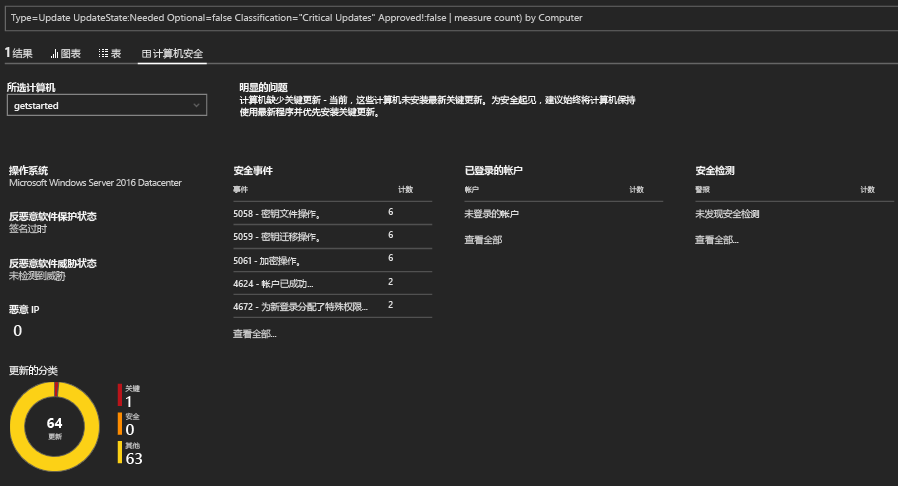 Type=Update UpdateState:Needed Optional=false Classification="Critical Updates" Approved!:false | measure count) by Computer
1结果 图表 表 计算机安全
所选计算机
getstarted
明显的问题
计算机缺少关键更新 - 当前，这些计算机未安装最新关键更新。为安全起见，建议始终将计算机保持
使用最新程序并优先安装关键更新。
操作系统
Microsoft Windows Server 2016 Datacenter
反恶意软件保护状态
签名过时
反恶意软件威胁状态
未检测到威胁
恶意 IP
0
安全事件
事件 计数
5058 - 密钥文件操作。 6
5059 - 密钥迁移操作。 6
5061 - 加密操作。 6
4624 - 帐户已成功... 2
4672 - 为新登录分配了特殊权限... 2
查看全部...
已登录的帐户
帐户 计数
未登录的帐户
查看全部
安全检测
警报 计数
未发现安全检测
查看全部...
更新的分类
64
更新
关键
1
安全
0
其他
63